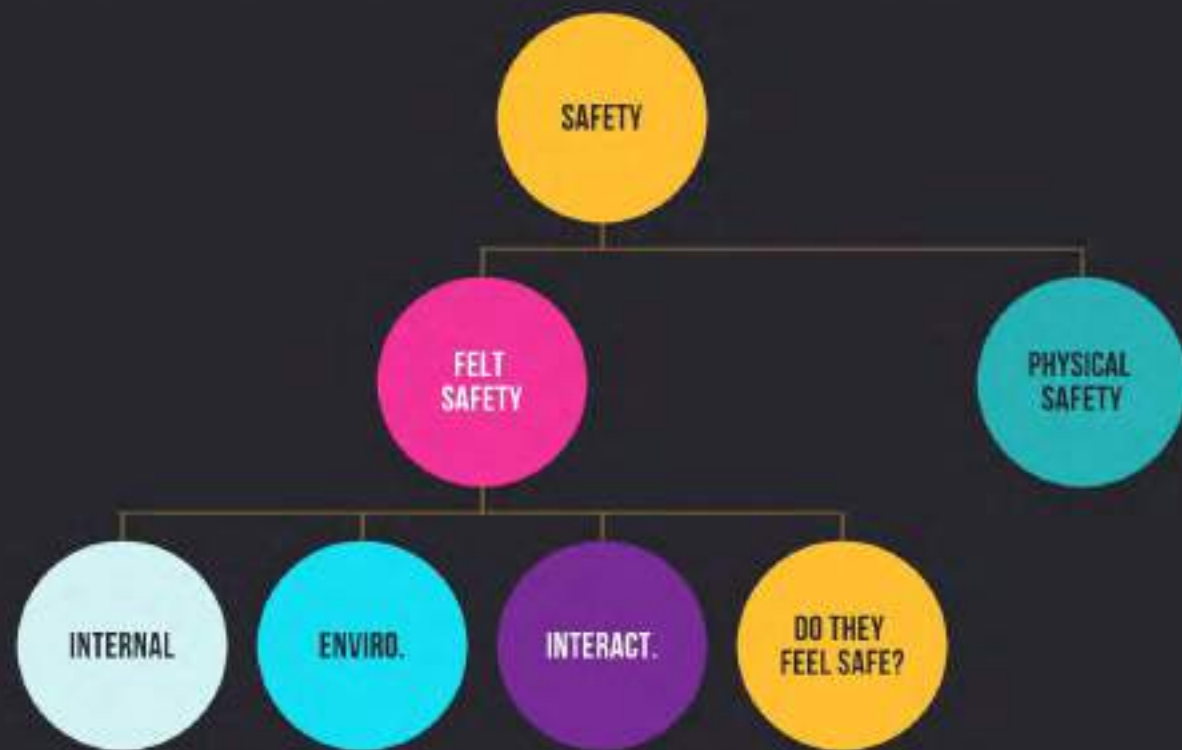 SAFETY
FELT
SAFETY
PHYSICAL
SAFETY
INTERNAL
ENVIRO.
INTERACT.
DO THEY
FEEL SAFE?